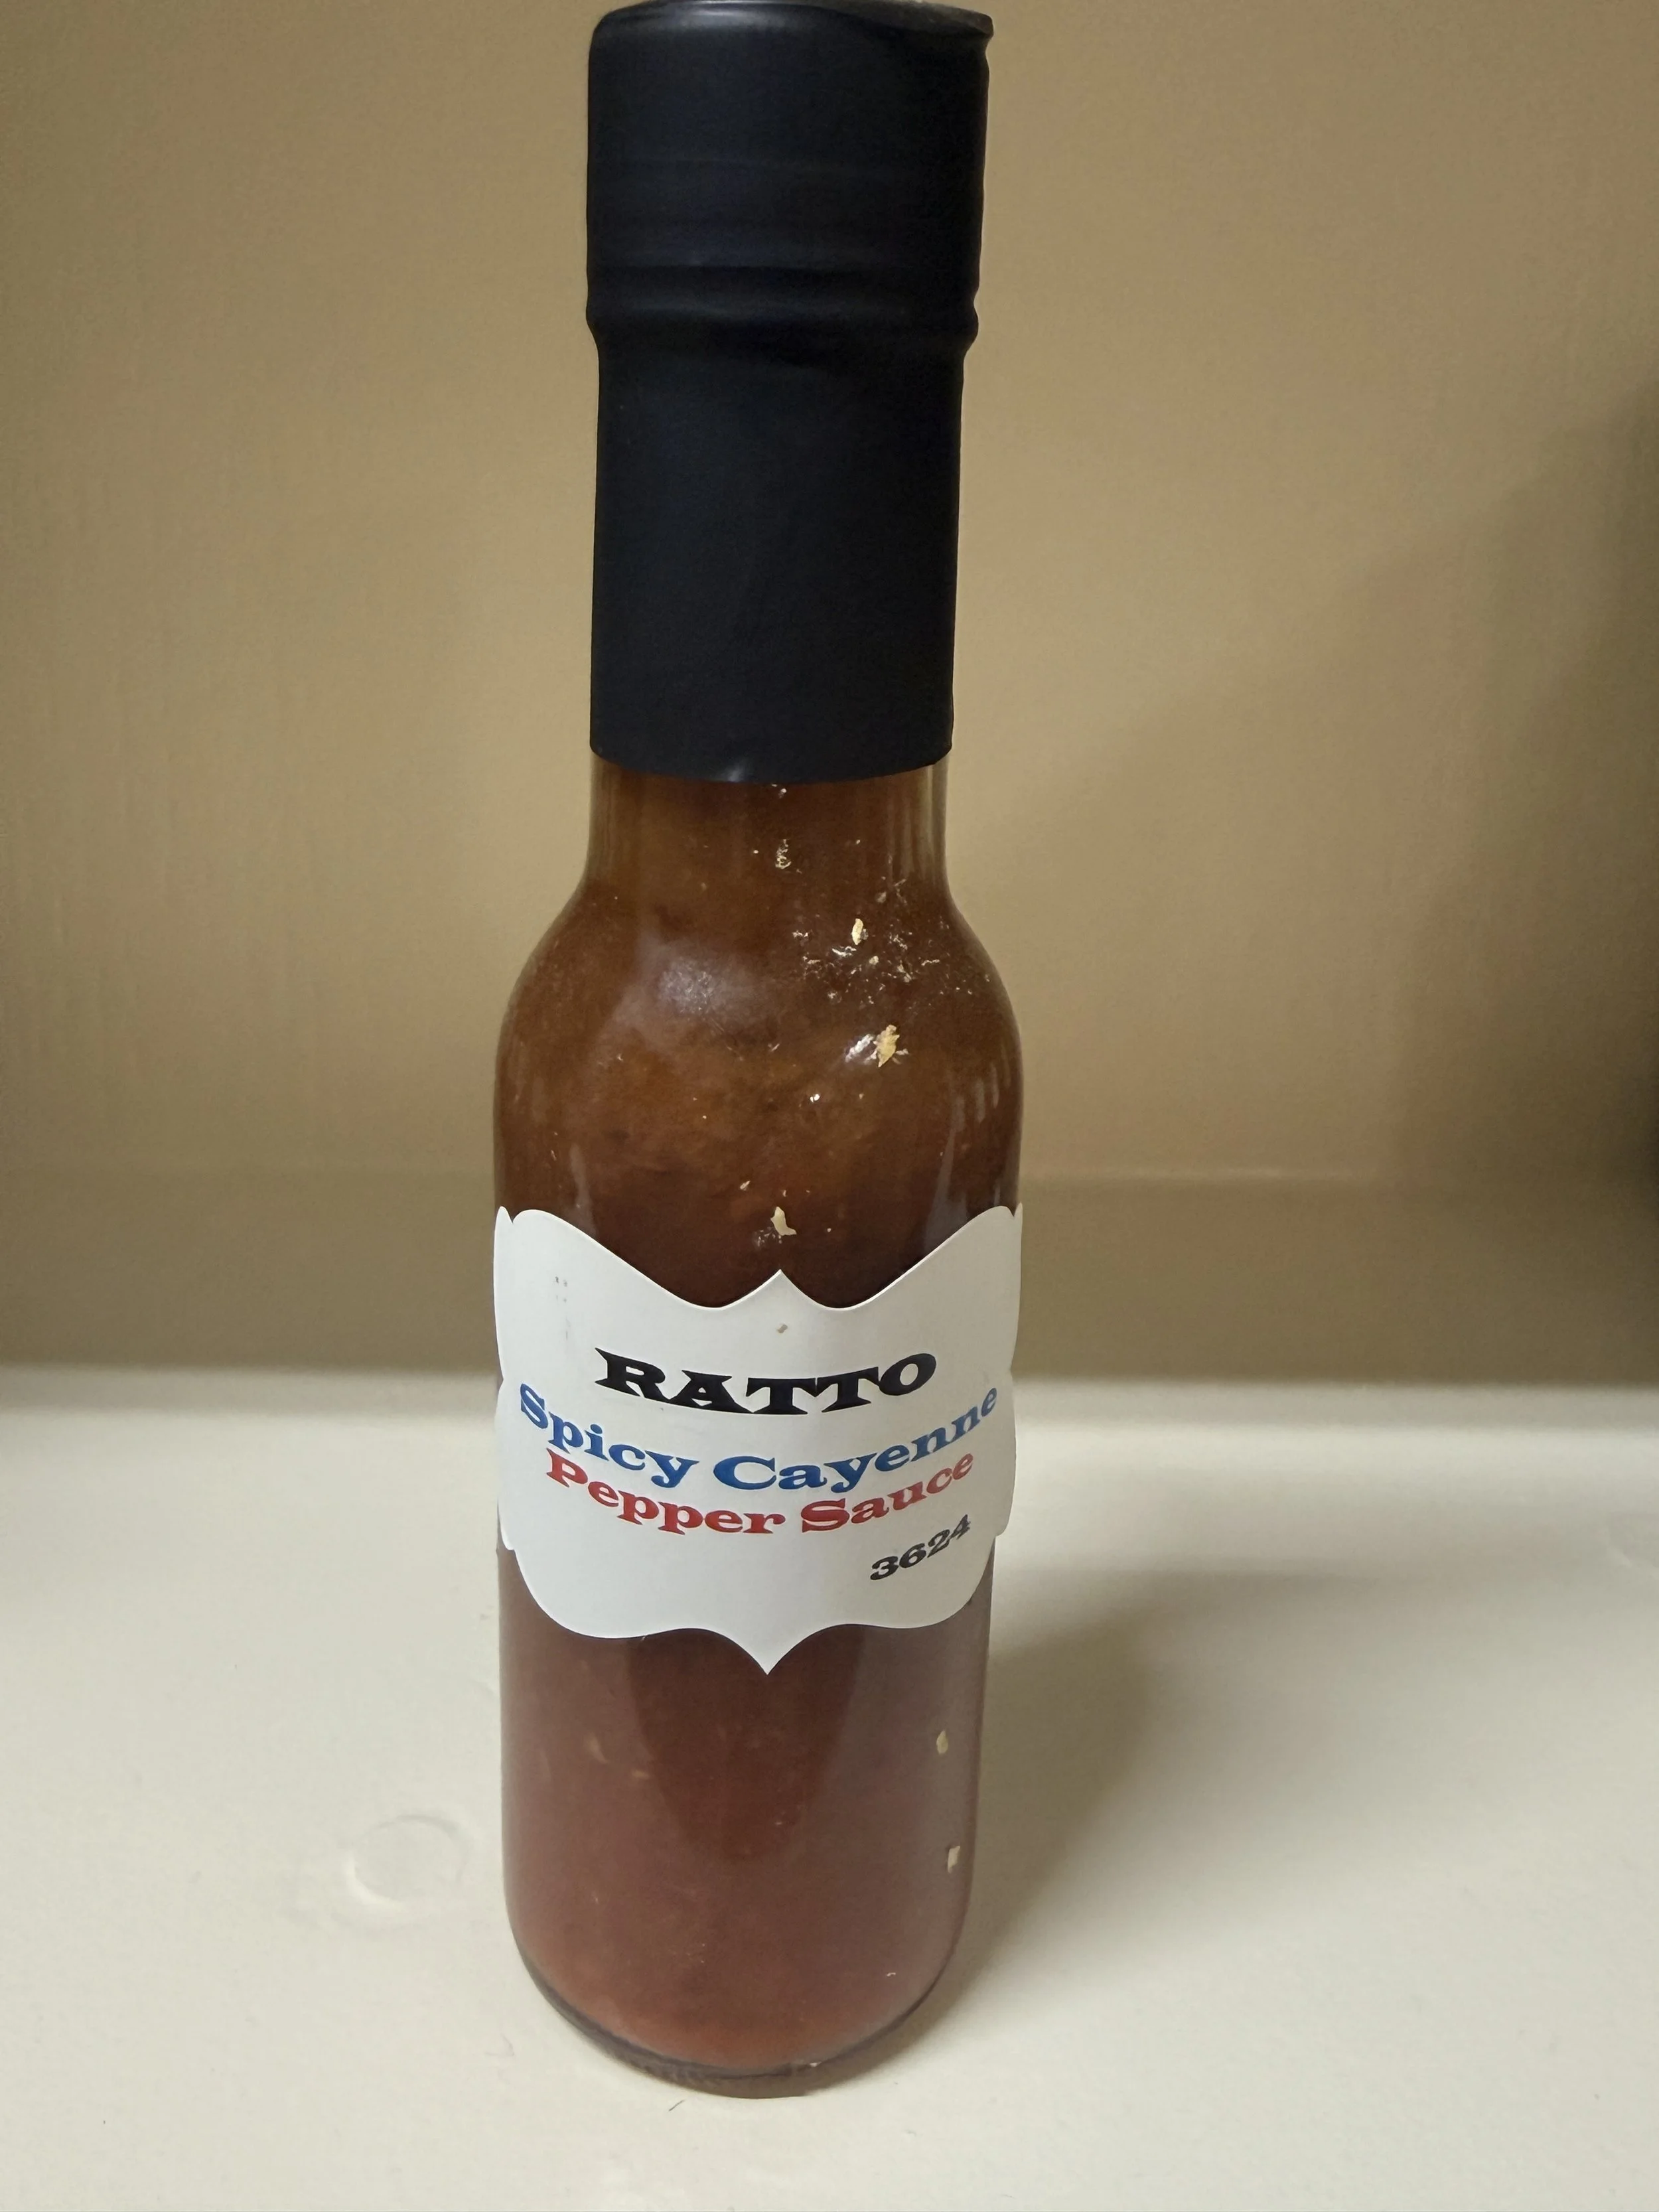 RATTO
Spicy Cayenne
Pepper Sauce
3624